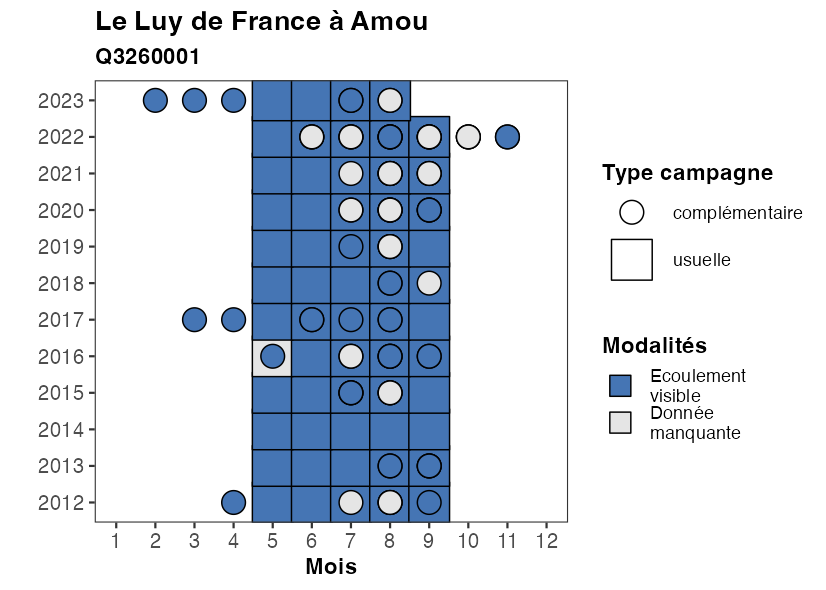 Le Luy de France à Amou
Q3260001
2023
2022
2021
2020
2019
2018
2017
2016
2015
2014
2013
2012
1 2 3 4 5 6 7 8 9 10 11 12
Mois
Type campagne
complémentaire
usuelle
Modalités
Ecoulement
visible
Donnée
manquante